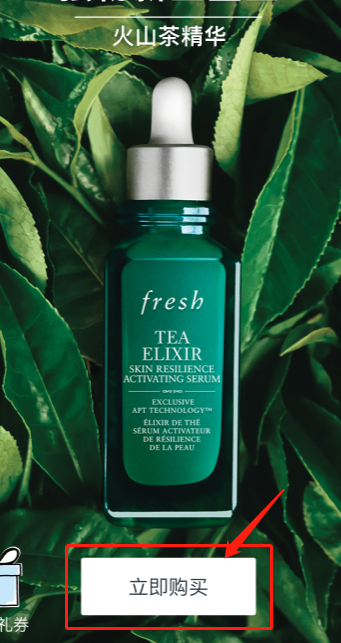 火山茶精华
fresh
TEA
ELIXIR
SKIN RESILIENCE
ACTIVATING SERUM
EXCLUSIVE
APT TECHNOLOGY™
ÉLIXIR DE THÉ
SÉRUM ACTIVATEUR
DE RÉSILIENCE
DE LA PEAU
立即购买
礼券